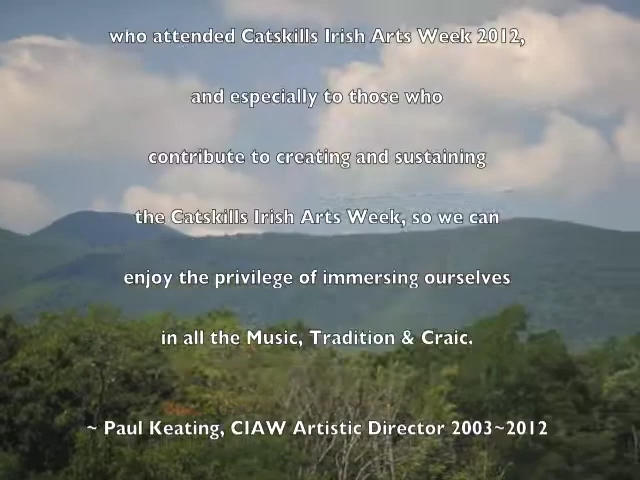 who attended Catskills Irish Arts Week 2012,
and especially to those who
contribute to creating and sustaining
the Catskills Irish Arts Week, so we can
enjoy the privilege of immersing ourselves
in all the Music, Tradition & Craic.
~ Paul Keating, CIAW Artistic Director 2003~2012